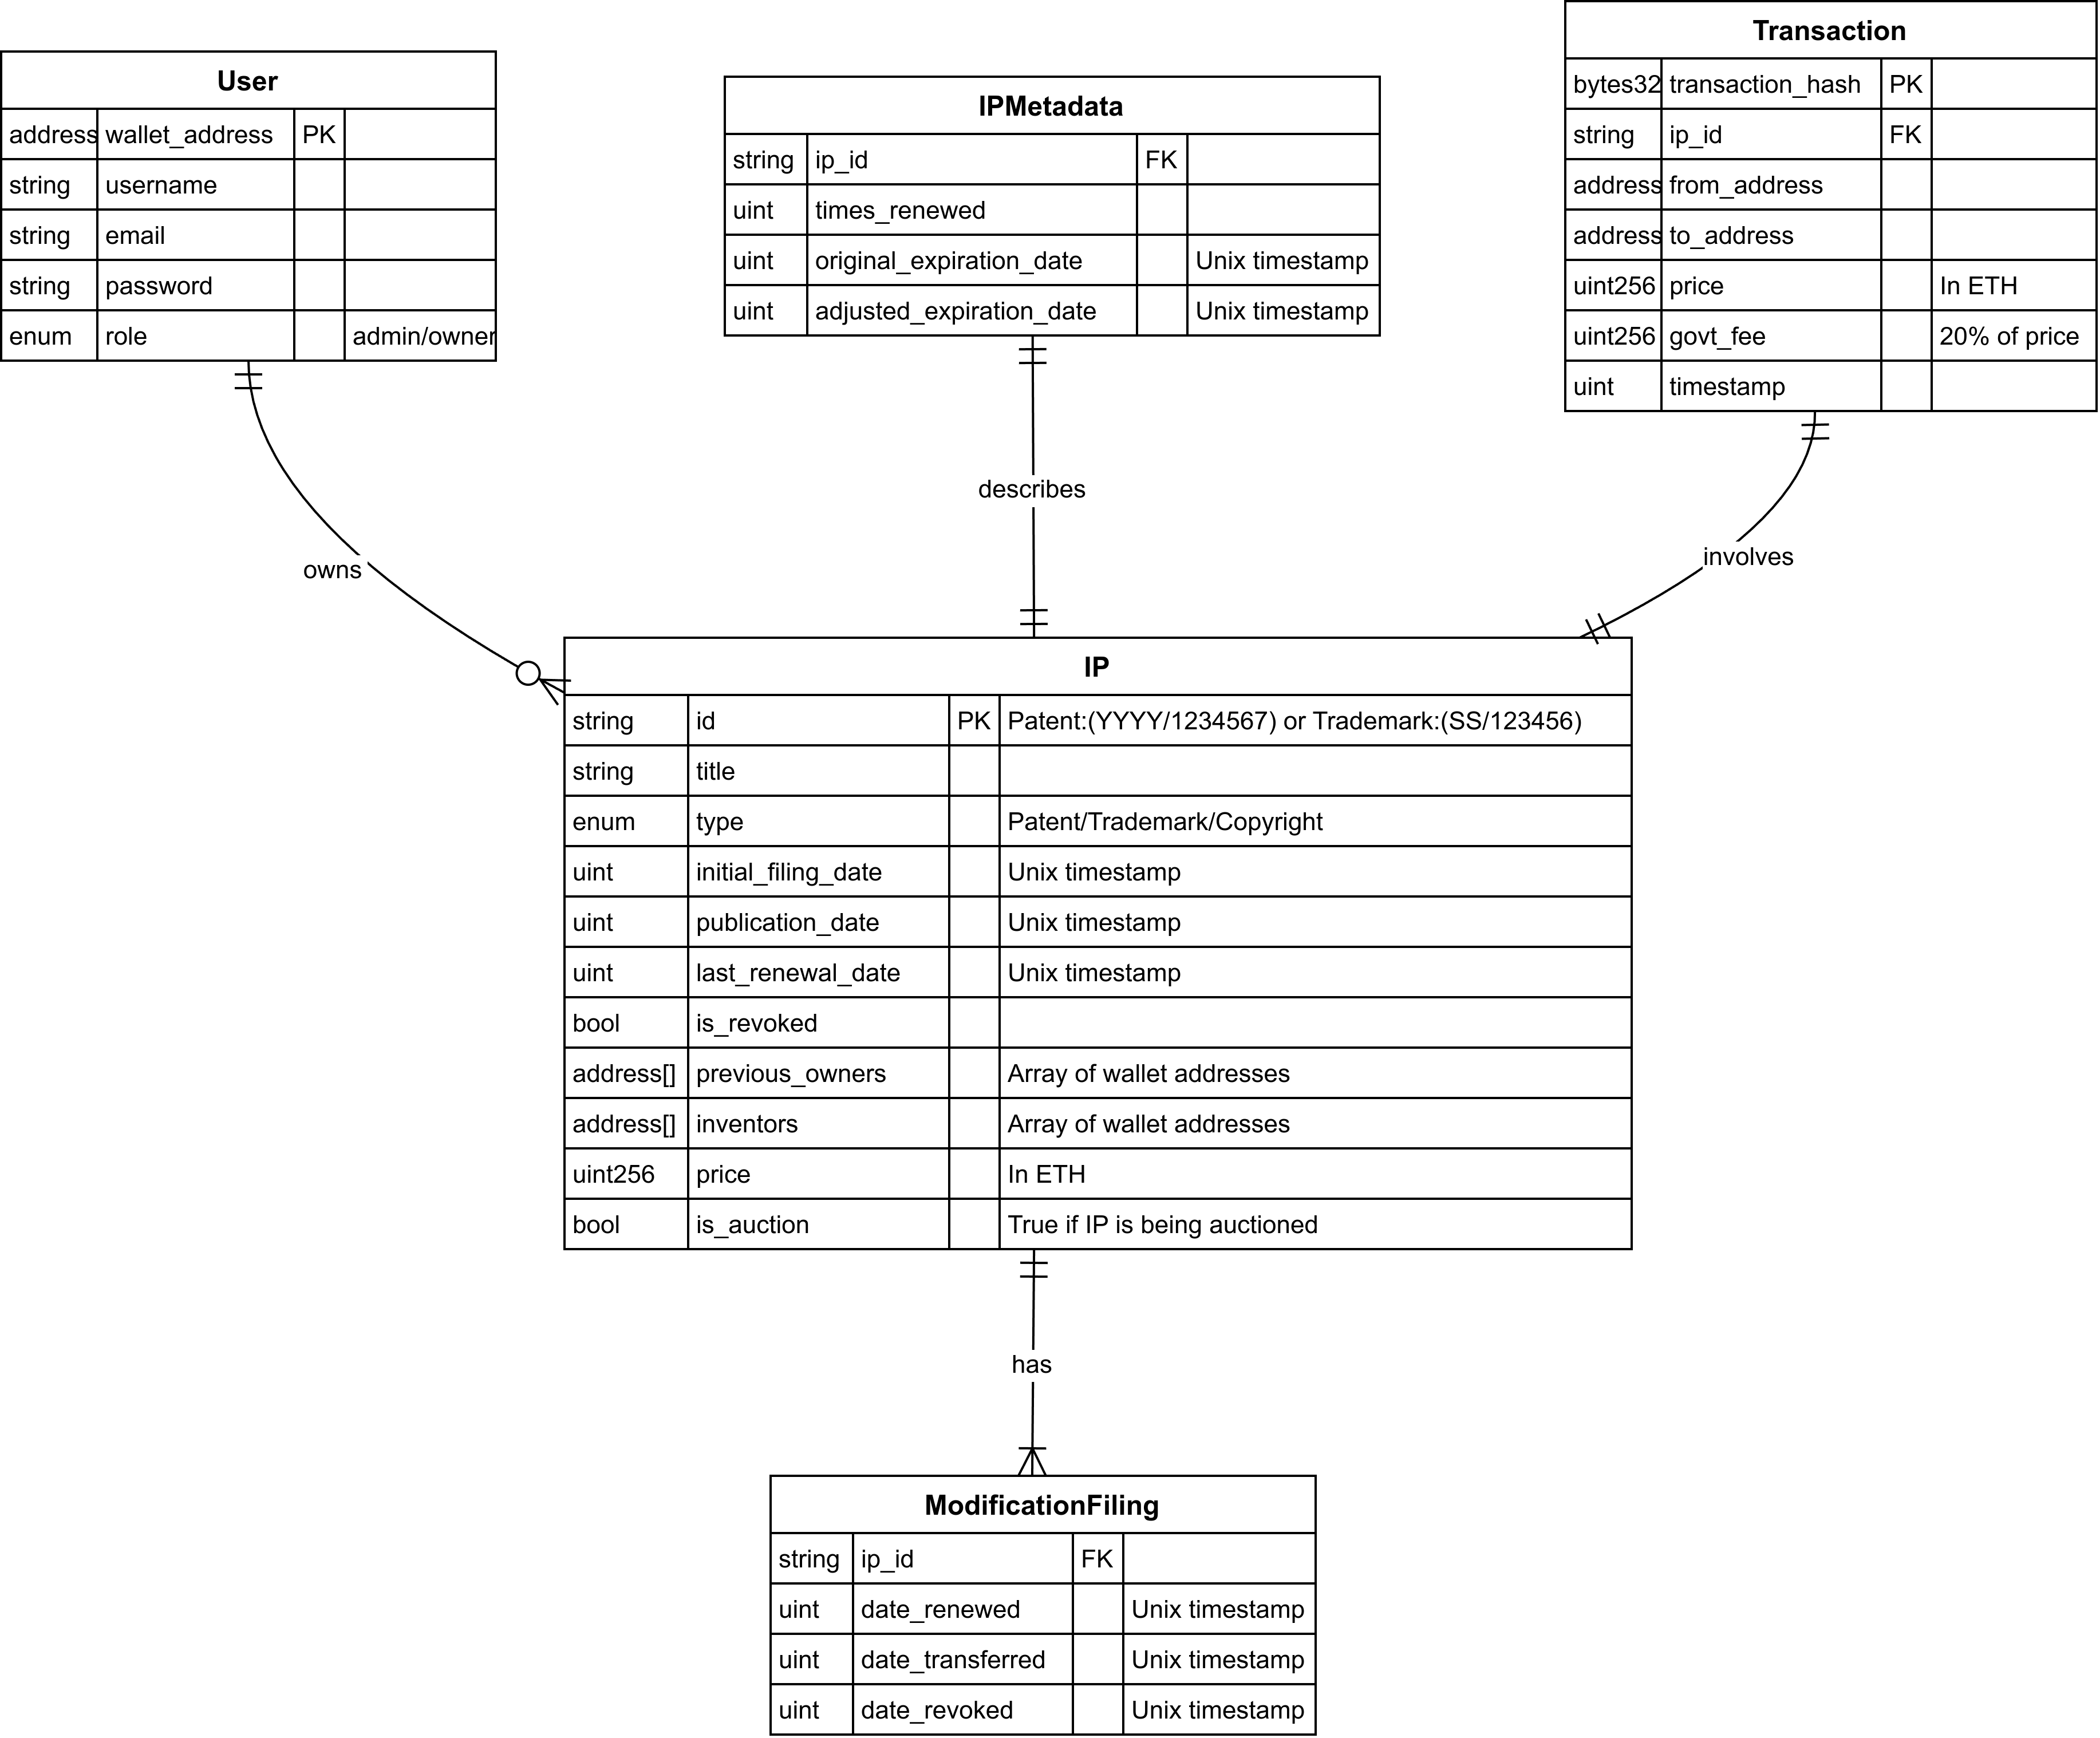 User
address wallet_address PK
string username
string email
string password
enum role admin/owner
IPMetadata
string ip_id FK
uint times_renewed
uint original_expiration_date Unix timestamp
uint adjusted_expiration_date Unix timestamp
Transaction
bytes32 transaction_hash PK
string ip_id FK
address from_address
address to_address
uint256 price In ETH
uint256 govt_fee 20% of price
uint timestamp
owns
describes
involves
IP
string id PK Patent:(YYYY/1234567) or Trademark:(SS/123456)
string title
enum type Patent/Trademark/Copyright
uint initial_filing_date Unix timestamp
uint publication_date Unix timestamp
uint last_renewal_date Unix timestamp
bool is_revoked
address[] previous_owners Array of wallet addresses
address[] inventors Array of wallet addresses
uint256 price In ETH
bool is_auction True if IP is being auctioned
has
ModificationFiling
string ip_id FK
uint date_renewed Unix timestamp
uint date_transferred Unix timestamp
uint date_revoked Unix timestamp